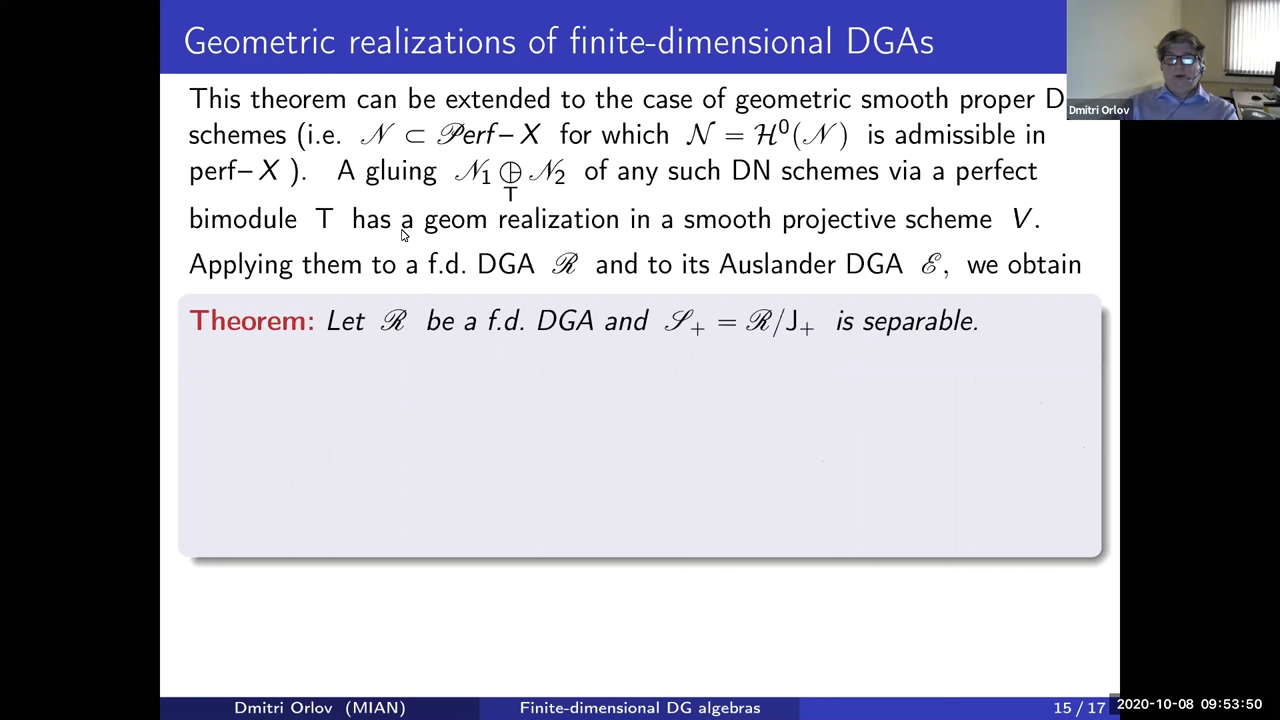 Geometric realizations of finite-dimensional DGAs
This theorem can be extended to the case of geometric smooth proper D
schemes (i.e. 𝒩 ⊂ 𝒫erf–X for which 𝒩 = ℋ⁰(𝒩) is admissible in
perf–X ). A gluing 𝒩₁ ⊕ 𝒩₂ of any such DN schemes via a perfect
T
bimodule T has a geom realization in a smooth projective scheme V.
Applying them to a f.d. DGA ℛ and to its Auslander DGA ℰ, we obtain
Theorem: Let ℛ be a f.d. DGA and 𝒮₊ = ℛ/J₊ is separable.
Dmitri Orlov
Dmitri Orlov (MIAN)
Finite-dimensional DG algebras
15 / 17
2020-10-08 09:53:50